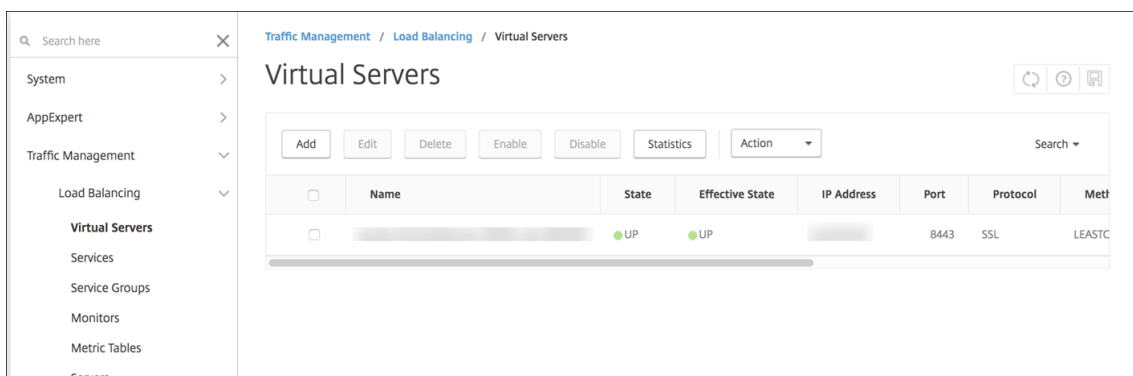 Search here
System
AppExpert
Traffic Management
Load Balancing
Virtual Servers
Services
Service Groups
Monitors
Metric Tables
Traffic Management / Load Balancing / Virtual Servers
Virtual Servers
Add Edit Delete Enable Disable Statistics Action Search
Name State Effective State IP Address Port Protocol Meth
UP UP 8443 SSL LEASTC